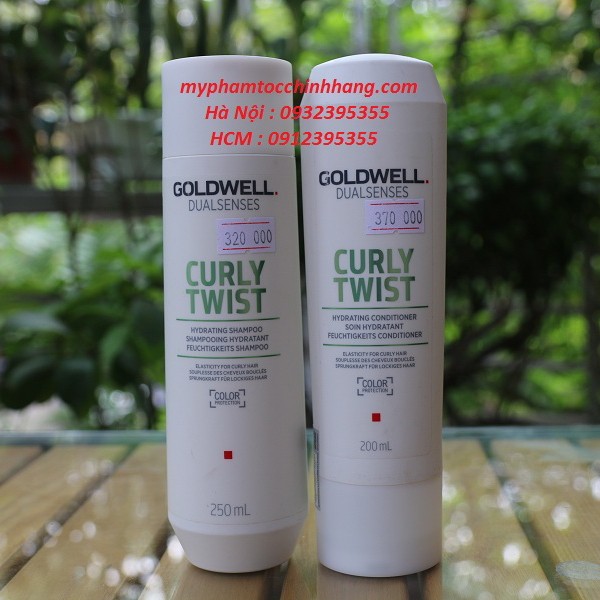 myphamtocchinhhang.com
Hà Nội : 0932395355
HCM : 0912395355
GOLDWELL.
DUALSENSES
320 000
CURLY
TWIST
HYDRATING SHAMPOO
SHAMPOOING HYDRATANT
FEUCHTIGKEITS SHAMPOO
ELASTICITY FOR CURLY HAIR
SOUPLESSE DES CHEVEUX BOUCLÉS
SPRUNGKRAFT FÜR LOCKIGES HAAR
COLOR
PROTECTION
250 mL
GOLDWELL.
DUALSENSES
370 000
CURLY
TWIST
HYDRATING CONDITIONER
SOIN HYDRATANT
FEUCHTIGKEITS CONDITIONER
ELASTICITY FOR CURLY HAIR
SOUPLESSE DES CHEVEUX BOUCLÉS
SPRUNGKRAFT FÜR LOCKIGES HAAR
COLOR
PROTECTION
200 mL